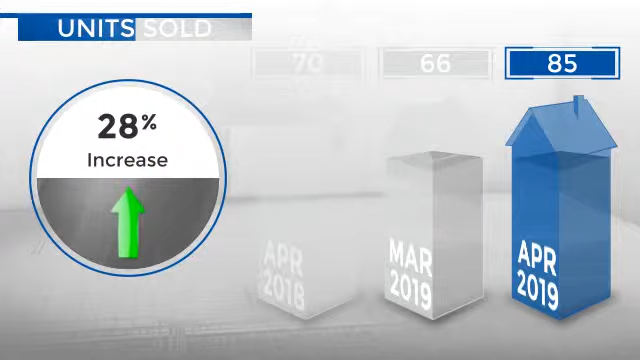 UNITS SOLD
70
66
85
28%
Increase
APR
2018
MAR
2019
APR
2019